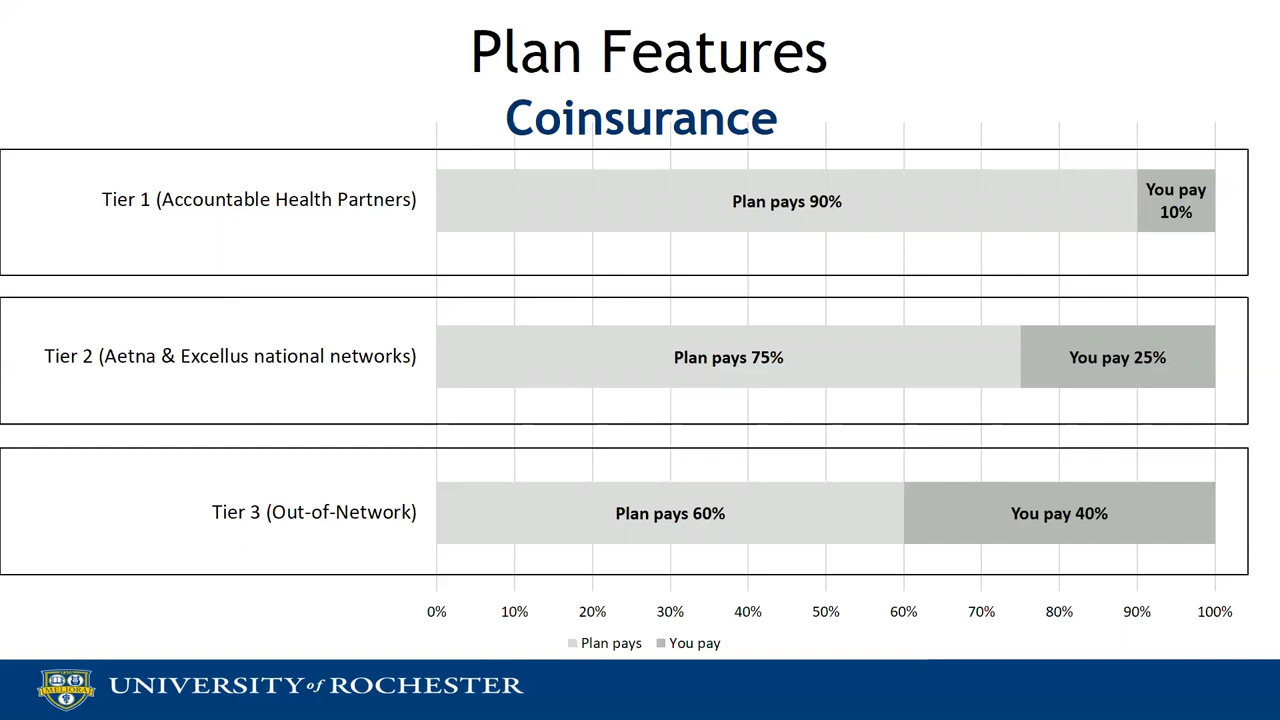 Plan Features
Coinsurance
Tier 1 (Accountable Health Partners)
Plan pays 90%
You pay
10%
Tier 2 (Aetna & Excellus national networks)
Plan pays 75%
You pay 25%
Tier 3 (Out-of-Network)
Plan pays 60%
You pay 40%
0% 10% 20% 30% 40% 50% 60% 70% 80% 90% 100%
Plan pays You pay
MELIORA
UNIVERSITY of ROCHESTER